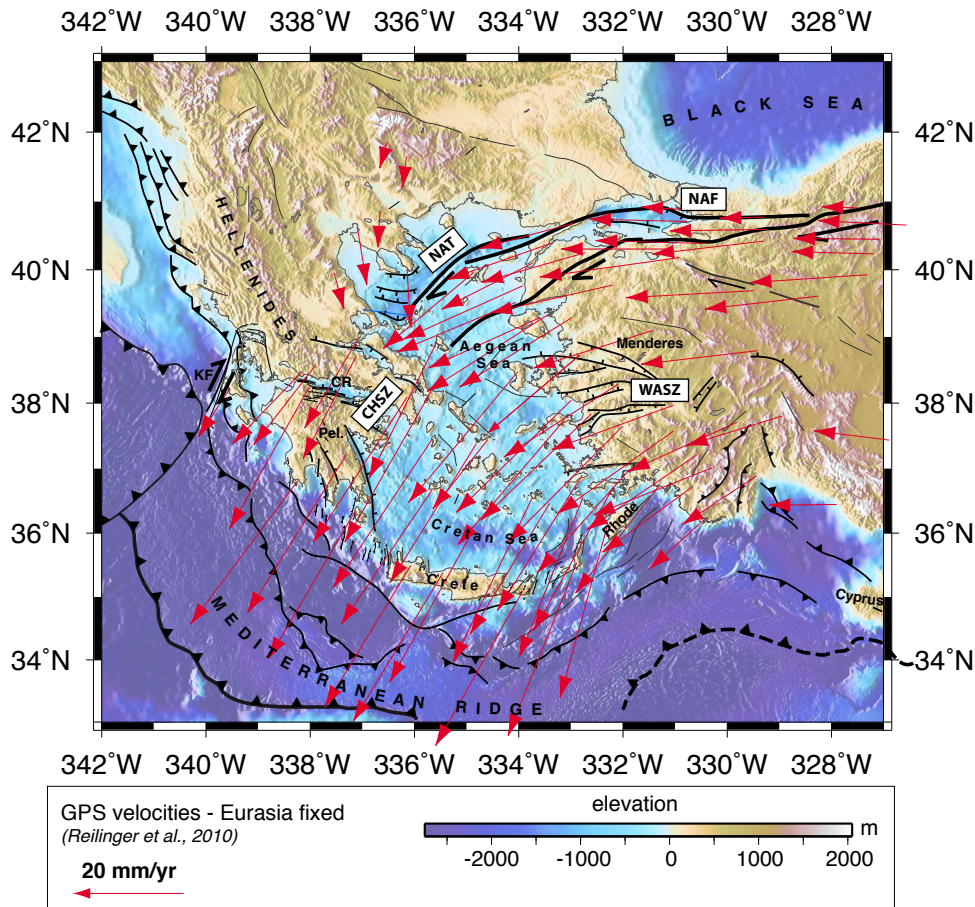 342˚W 340˚W 338˚W 336˚W 334˚W 332˚W 330˚W 328˚W
BLACK SEA
42˚N 42˚N
NAF
HELLENIDES
NAT
40˚N 40˚N
Aegean
Sea
Menderes
KF
CR
WASZ
CHSZ
38˚N 38˚N
Pel.
36˚N 36˚N
Cretan Sea
Rhode
Crete
Cyprus
34˚N 34˚N
MEDITERRANEAN RIDGE
342˚W 340˚W 338˚W 336˚W 334˚W 332˚W 330˚W 328˚W
GPS velocities - Eurasia fixed
(Reilinger et al., 2010)
20 mm/yr
elevation
m
-2000 -1000 0 1000 2000